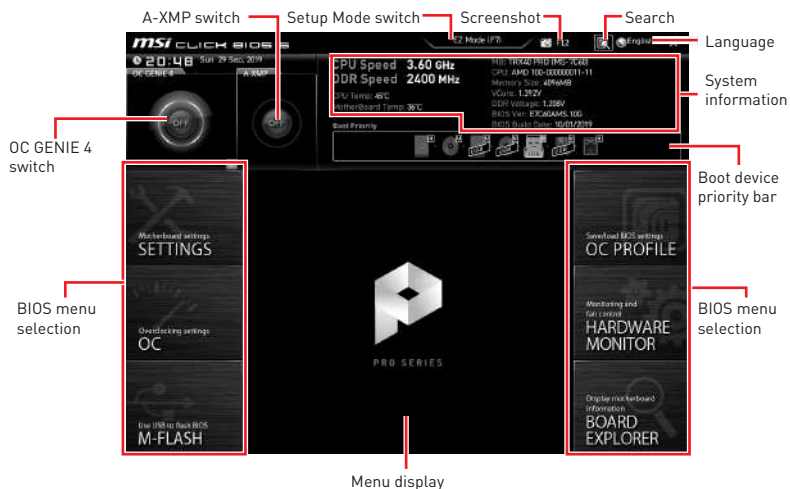 A-XMP switch
Setup Mode switch
Screenshot
Search
Language
System
information
Boot device
priority bar
BIOS menu
selection
Menu display
BIOS menu
selection
OC GENIE 4
switch
msi CLICK BIOS 5
EZ Mode (F7)
F12
English
20:48 Sun 29 Sep, 2019
OC GENIE 4
A-XMP
OFF
OFF
CPU Speed 3.60 GHz
DDR Speed 2400 MHz
CPU Temp: 45°C
MotherBoard Temp: 36°C
MB: TRX40 PRO (MS-7C60)
CPU: AMD 100-000000011-11
Memory Size: 4096MB
VCore: 1.292V
DDR Voltage: 1.208V
BIOS Ver: E7C60AMS.10G
BIOS Build Date: 10/01/2019
Boot Priority
Motherboard settings
SETTINGS
Overclocking settings
OC
Use USB to flash BIOS
M-FLASH
PRO SERIES
Save/load BIOS settings
OC PROFILE
Monitoring and
fan control
HARDWARE
MONITOR
Display motherboard
information
BOARD
EXPLORER